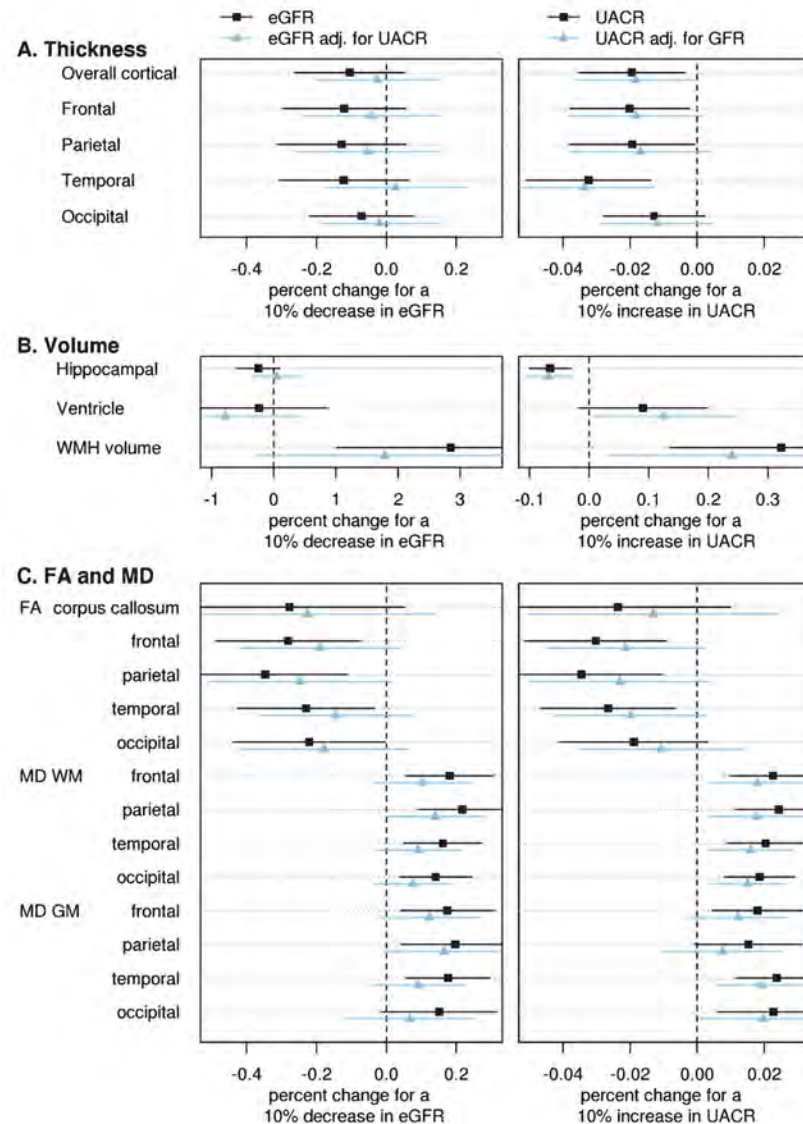 eGFR
eGFR adj. for UACR
UACR
UACR adj. for GFR
A. Thickness
Overall cortical
Frontal
Parietal
Temporal
Occipital
-0.4 -0.2 0.0 0.2
percent change for a
10% decrease in eGFR
-0.04 -0.02 0.00 0.02
percent change for a
10% increase in UACR
B. Volume
Hippocampal
Ventricle
WMH volume
-1 0 1 2 3
percent change for a
10% decrease in eGFR
-0.1 0.0 0.1 0.2 0.3
percent change for a
10% increase in UACR
C. FA and MD
FA corpus callosum
frontal
parietal
temporal
occipital
MD WM frontal
parietal
temporal
occipital
MD GM frontal
parietal
temporal
occipital
-0.4 -0.2 0.0 0.2
percent change for a
10% decrease in eGFR
-0.04 -0.02 0.00 0.02
percent change for a
10% increase in UACR